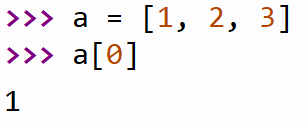 >>> a = [1, 2, 3]
>>> a[0]
1